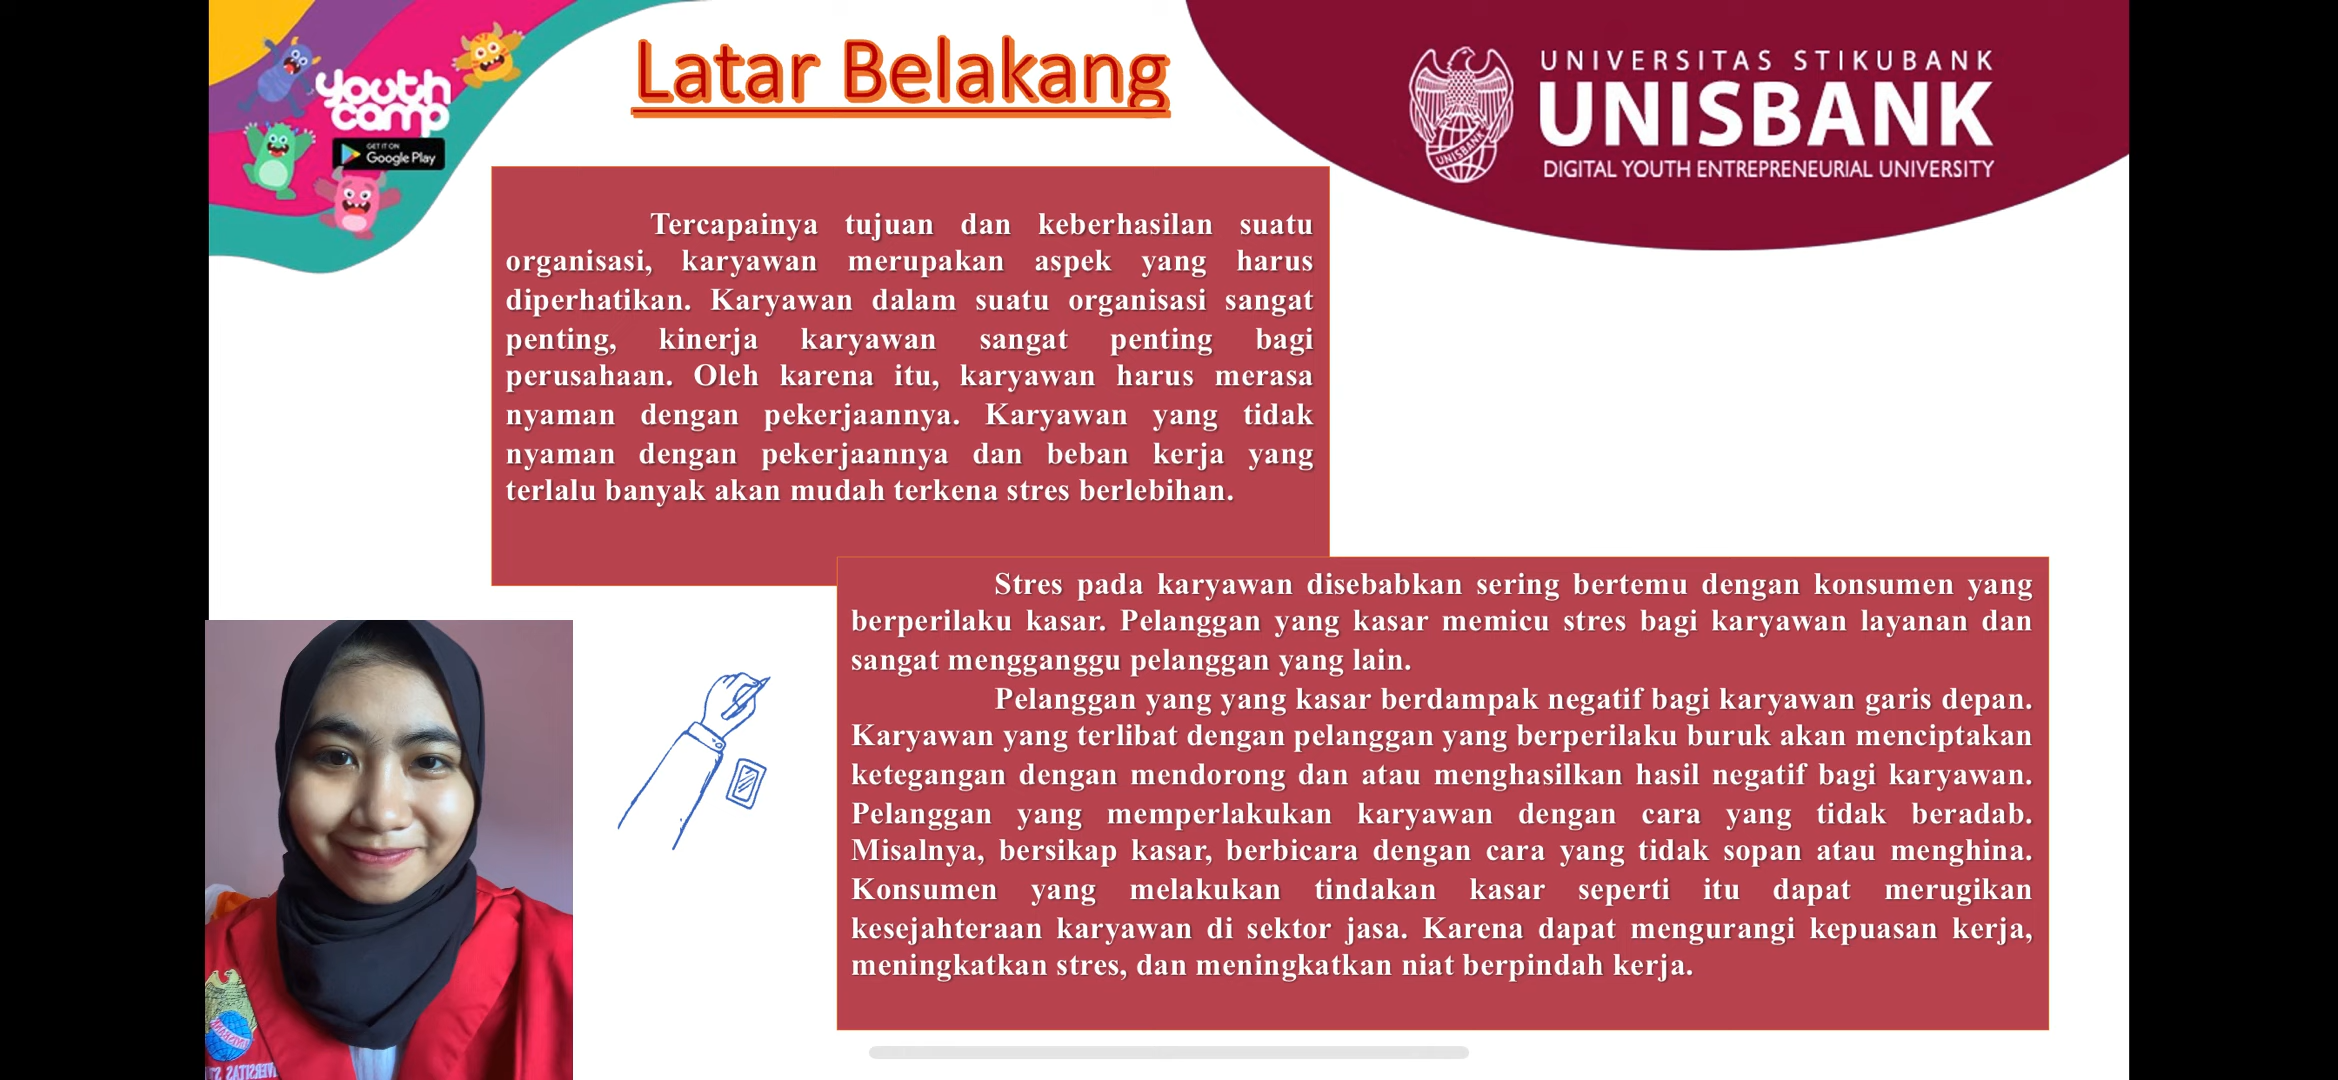 youth
camp
GET IT ON
Google Play
Latar Belakang
UNIVERSITAS STIKUBANK
UNISBANK
DIGITAL YOUTH ENTREPRENEURIAL UNIVERSITY
UNISBANK
Tercapainya tujuan dan keberhasilan suatu
organisasi, karyawan merupakan aspek yang harus
diperhatikan. Karyawan dalam suatu organisasi sangat
penting, kinerja karyawan sangat penting bagi
perusahaan. Oleh karena itu, karyawan harus merasa
nyaman dengan pekerjaannya. Karyawan yang tidak
nyaman dengan pekerjaannya dan beban kerja yang
terlalu banyak akan mudah terkena stres berlebihan.
Stres pada karyawan disebabkan sering bertemu dengan konsumen yang
berperilaku kasar. Pelanggan yang kasar memicu stres bagi karyawan layanan dan
sangat mengganggu pelanggan yang lain.
Pelanggan yang yang kasar berdampak negatif bagi karyawan garis depan.
Karyawan yang terlibat dengan pelanggan yang berperilaku buruk akan menciptakan
ketegangan dengan mendorong dan atau menghasilkan hasil negatif bagi karyawan.
Pelanggan yang memperlakukan karyawan dengan cara yang tidak beradab.
Misalnya, bersikap kasar, berbicara dengan cara yang tidak sopan atau menghina.
Konsumen yang melakukan tindakan kasar seperti itu dapat merugikan
kesejahteraan karyawan di sektor jasa. Karena dapat mengurangi kepuasan kerja,
meningkatkan stres, dan meningkatkan niat berpindah kerja.